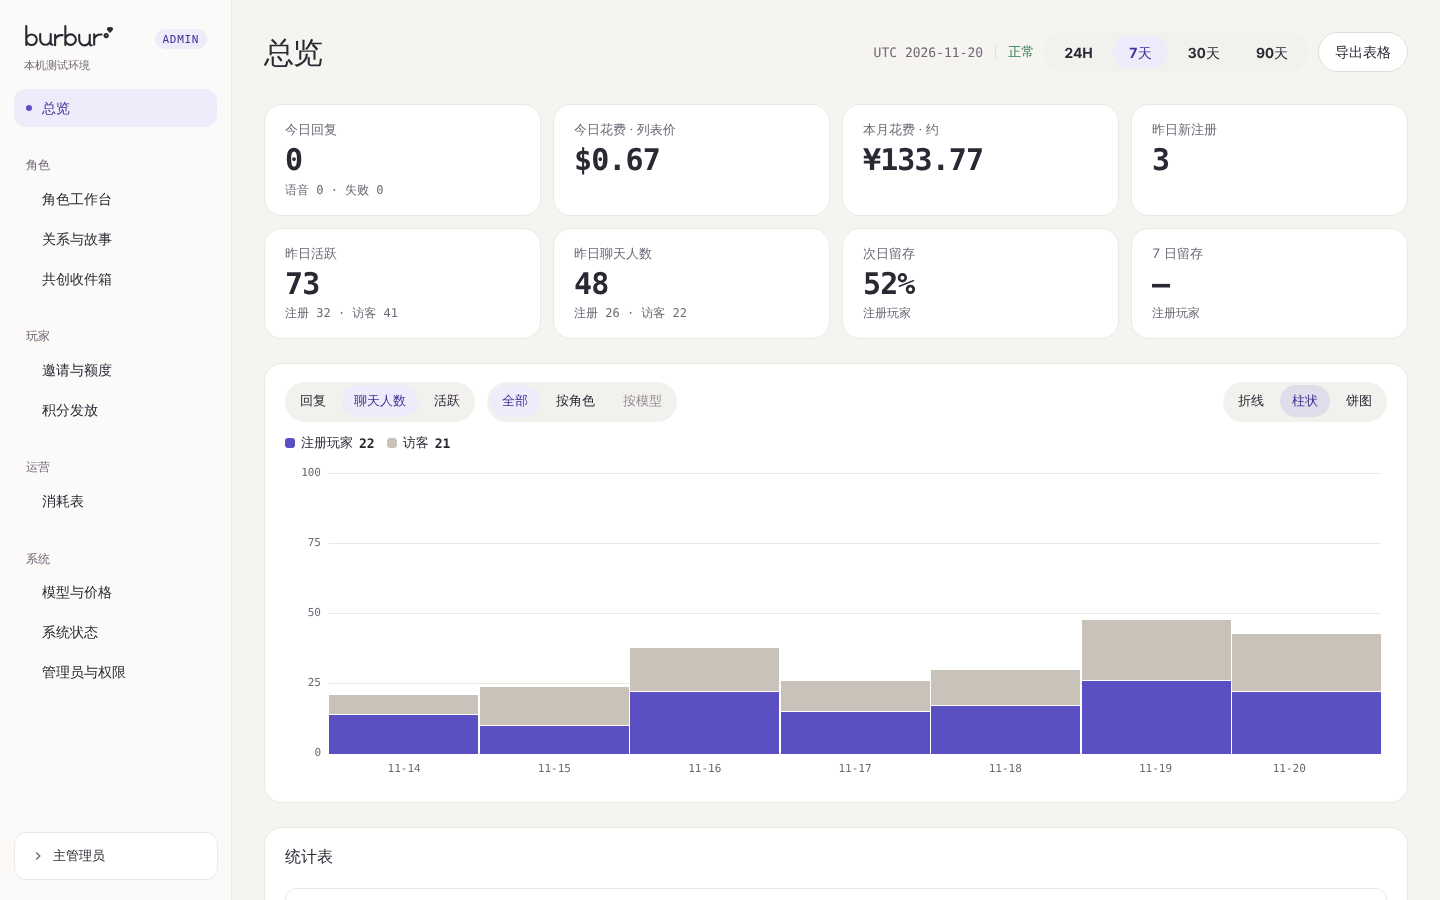 burbur
ADMIN
本机测试环境
总览
角色
角色工作台
关系与故事
共创收件箱
玩家
邀请与额度
积分发放
运营
消耗表
系统
模型与价格
系统状态
管理员与权限
主管理员
总览
UTC 2026-11-20 正常 24H 7天 30天 90天 导出表格
今日回复
0
语音 0 · 失败 0
今日花费 · 列表价
$0.67
本月花费 · 约
¥133.77
昨日新注册
3
昨日活跃
73
注册 32 · 访客 41
昨日聊天人数
48
注册 26 · 访客 22
次日留存
52%
注册玩家
7 日留存
—
注册玩家
回复 聊天人数 活跃 全部 按角色 按模型 折线 柱状 饼图
注册玩家 22 访客 21
100
75
50
25
0
11-14 11-15 11-16 11-17 11-18 11-19 11-20
统计表